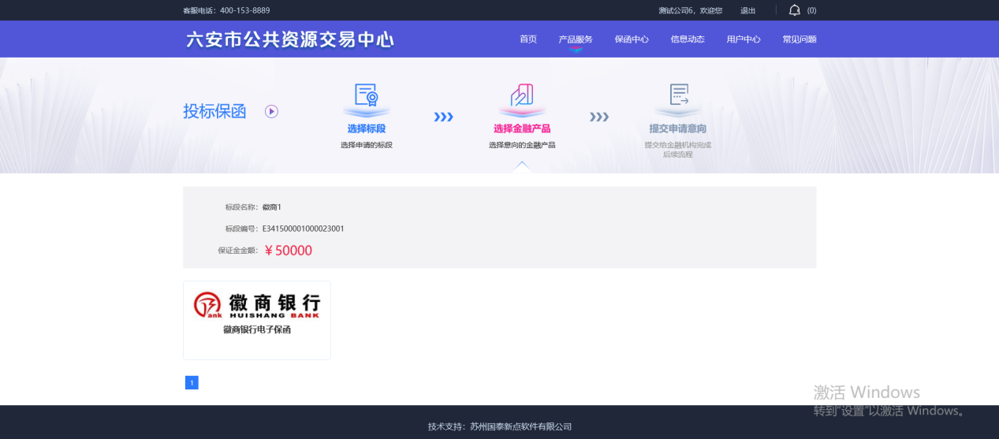 客服电话：400-153-8889
测试公司6，欢迎您 退出 (0)
六安市公共资源交易中心
首页 产品服务 保函中心 信息动态 用户中心 常见问题
投标保函
选择标段 选择金融产品 提交申请意向
选择申请的标段 选择意向的金融产品 提交给金融机构完成
后续流程
标段名称：徽商1
标段编号：E341500001000023001
保证金金额：￥50000
徽商银行
Bank HUISHANG BANK
徽商银行电子保函
1
激活 Windows
转到"设置"以激活 Windows。
技术支持：苏州国泰新点软件有限公司